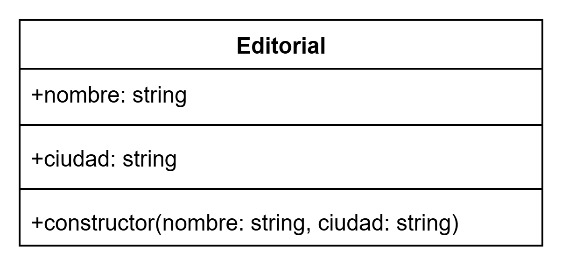 Editorial
+nombre: string
+ciudad: string
+constructor(nombre: string, ciudad: string)